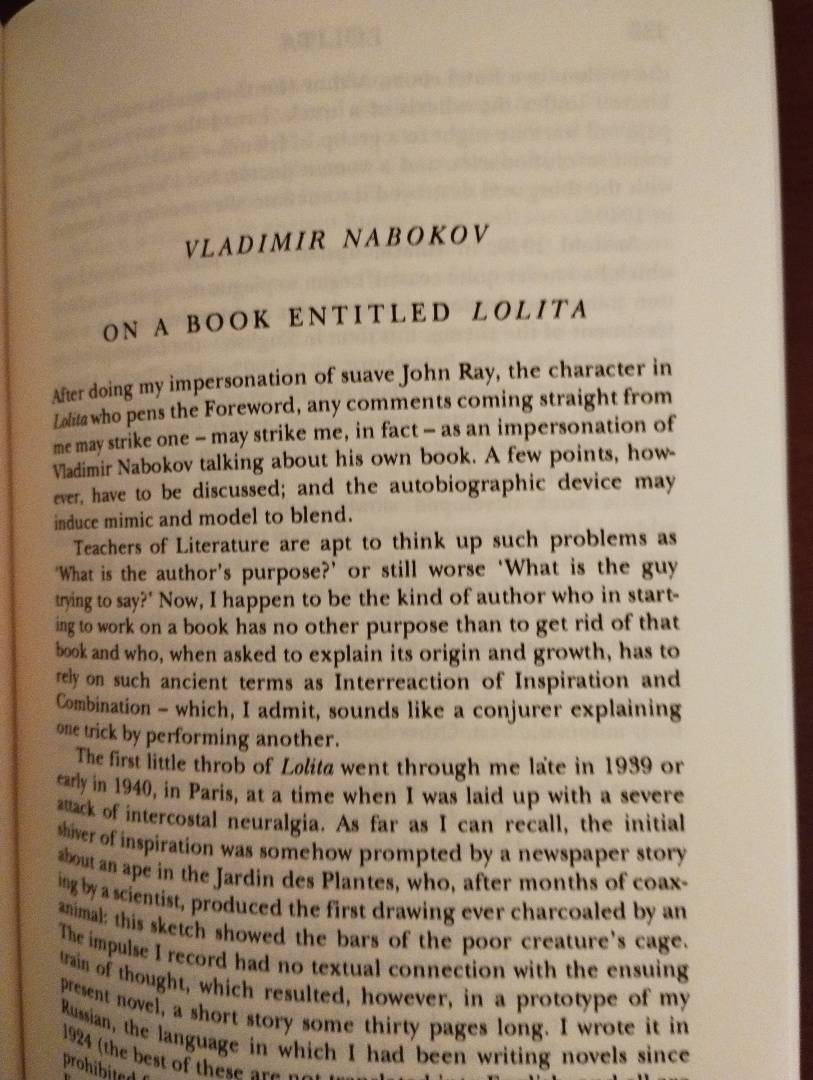 VLADIMIR NABOKOV
ON A BOOK ENTITLED LOLITA
After doing my impersonation of suave John Ray, the character in
Lolita who pens the Foreword, any comments coming straight from
me may strike one – may strike me, in fact – as an impersonation of
Vladimir Nabokov talking about his own book. A few points, how-
ever, have to be discussed; and the autobiographic device may
induce mimic and model to blend.
Teachers of Literature are apt to think up such problems as
‘What is the author's purpose?’ or still worse ‘What is the guy
trying to say?’ Now, I happen to be the kind of author who in start-
ing to work on a book has no other purpose than to get rid of that
book and who, when asked to explain its origin and growth, has to
rely on such ancient terms as Interreaction of Inspiration and
Combination – which, I admit, sounds like a conjurer explaining
one trick by performing another.
The first little throb of Lolita went through me late in 1939 or
early in 1940, in Paris, at a time when I was laid up with a severe
attack of intercostal neuralgia. As far as I can recall, the initial
shiver of inspiration was somehow prompted by a newspaper story
about an ape in the Jardin des Plantes, who, after months of coax-
ing by a scientist, produced the first drawing ever charcoaled by an
animal: this sketch showed the bars of the poor creature's cage.
The impulse I record had no textual connection with the ensuing
train of thought, which resulted, however, in a prototype of my
present novel, a short story some thirty pages long. I wrote it in
Russian, the language in which I had been writing novels since
1924 (the best of these are not translated into English, and all are
prohibited